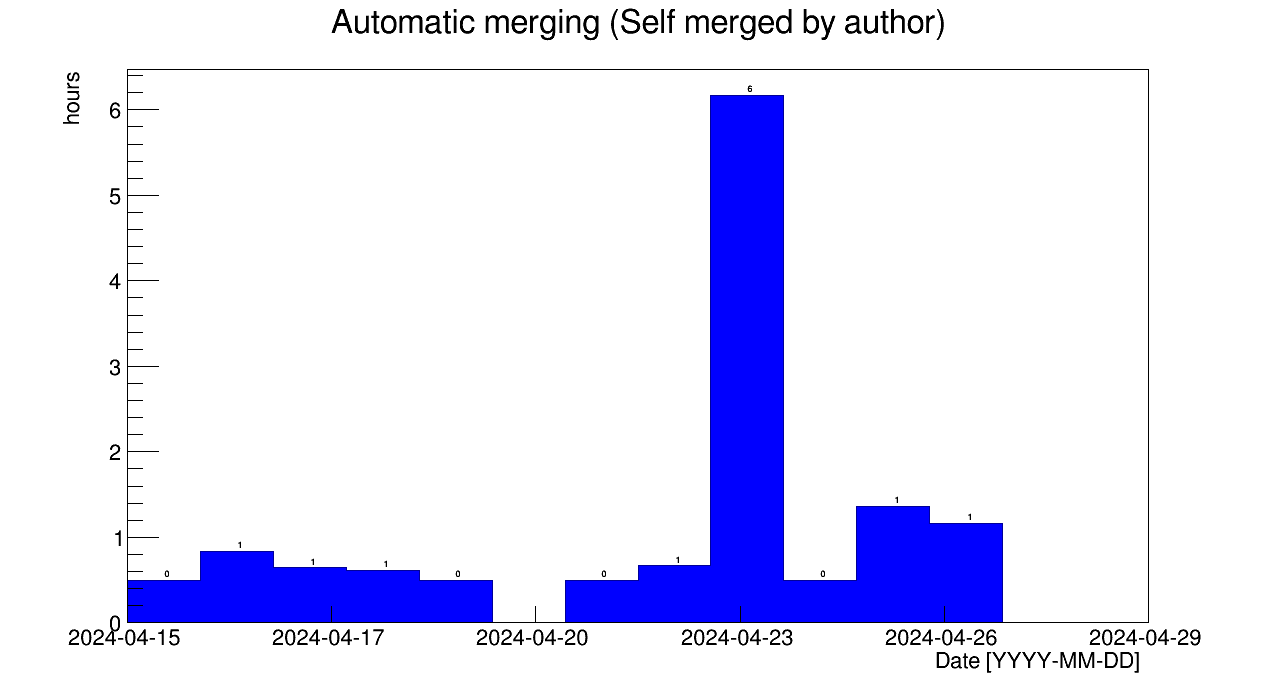 Automatic merging (Self merged by author)
hours
6
5
4
3
2
1
0
0 1 1 1 0 0 1 6 0 1 1
2024-04-15 2024-04-17 2024-04-20 2024-04-23 2024-04-26 2024-04-29
Date [YYYY-MM-DD]